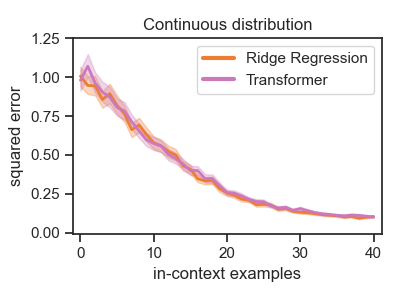 Continuous distribution
1.25
1.00
0.75
0.50
0.25
0.00
squared error
Ridge Regression
Transformer
0
10
20
30
40
in-context examples